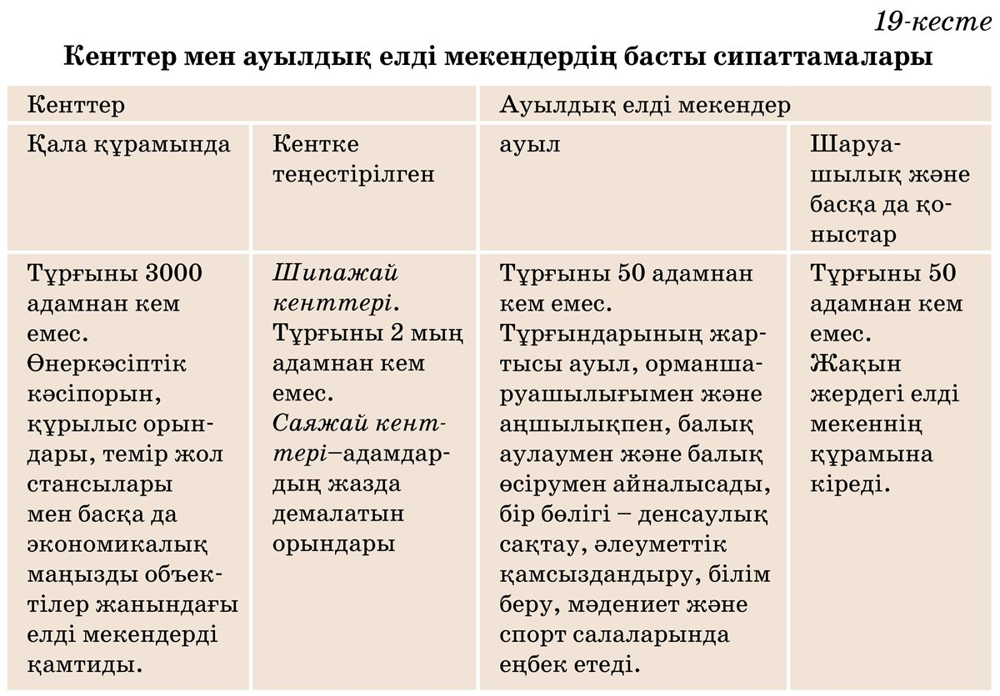 19-кесте
Кенттер мен ауылдық елді мекендердің басты сипаттамалары
Кенттер
Ауылдық елді мекендер
Қала құрамында
Кентке
теңестірілген
ауыл
Шаруа-
шылық және
басқа да қо-
ныстар
Тұрғыны 3000
адамнан кем
емес.
Өнеркәсіптік
кәсіпорын,
құрылыс орын-
дары, темір жол
стансылары
мен басқа да
экономикалық
маңызды объек-
тілер жанындағы
елді мекендерді
қамтиды.
Шипажай
кенттері.
Тұрғыны 2 мың
адамнан кем
емес.
Саяжай кент-
тері–адамдар-
дың жазда
демалатын
орындары
Тұрғыны 50 адамнан
кем емес.
Тұрғындарының жар-
тысы ауыл, орманша-
руашылығымен және
аңшылықпен, балық
аулаумен және балық
өсірумен айналысады,
бір бөлігі – денсаулық
сақтау, әлеуметтік
қамсыздандыру, білім
беру, мәдениет және
спорт салаларында
еңбек етеді.
Тұрғыны 50
адамнан кем
емес.
Жақын
жердегі елді
мекеннің
құрамына
кіреді.